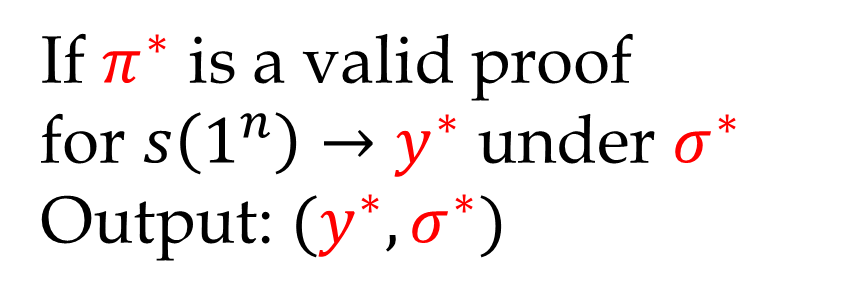 If π* is a valid proof
for s(1ⁿ) → y* under σ*
Output: (y*, σ*)